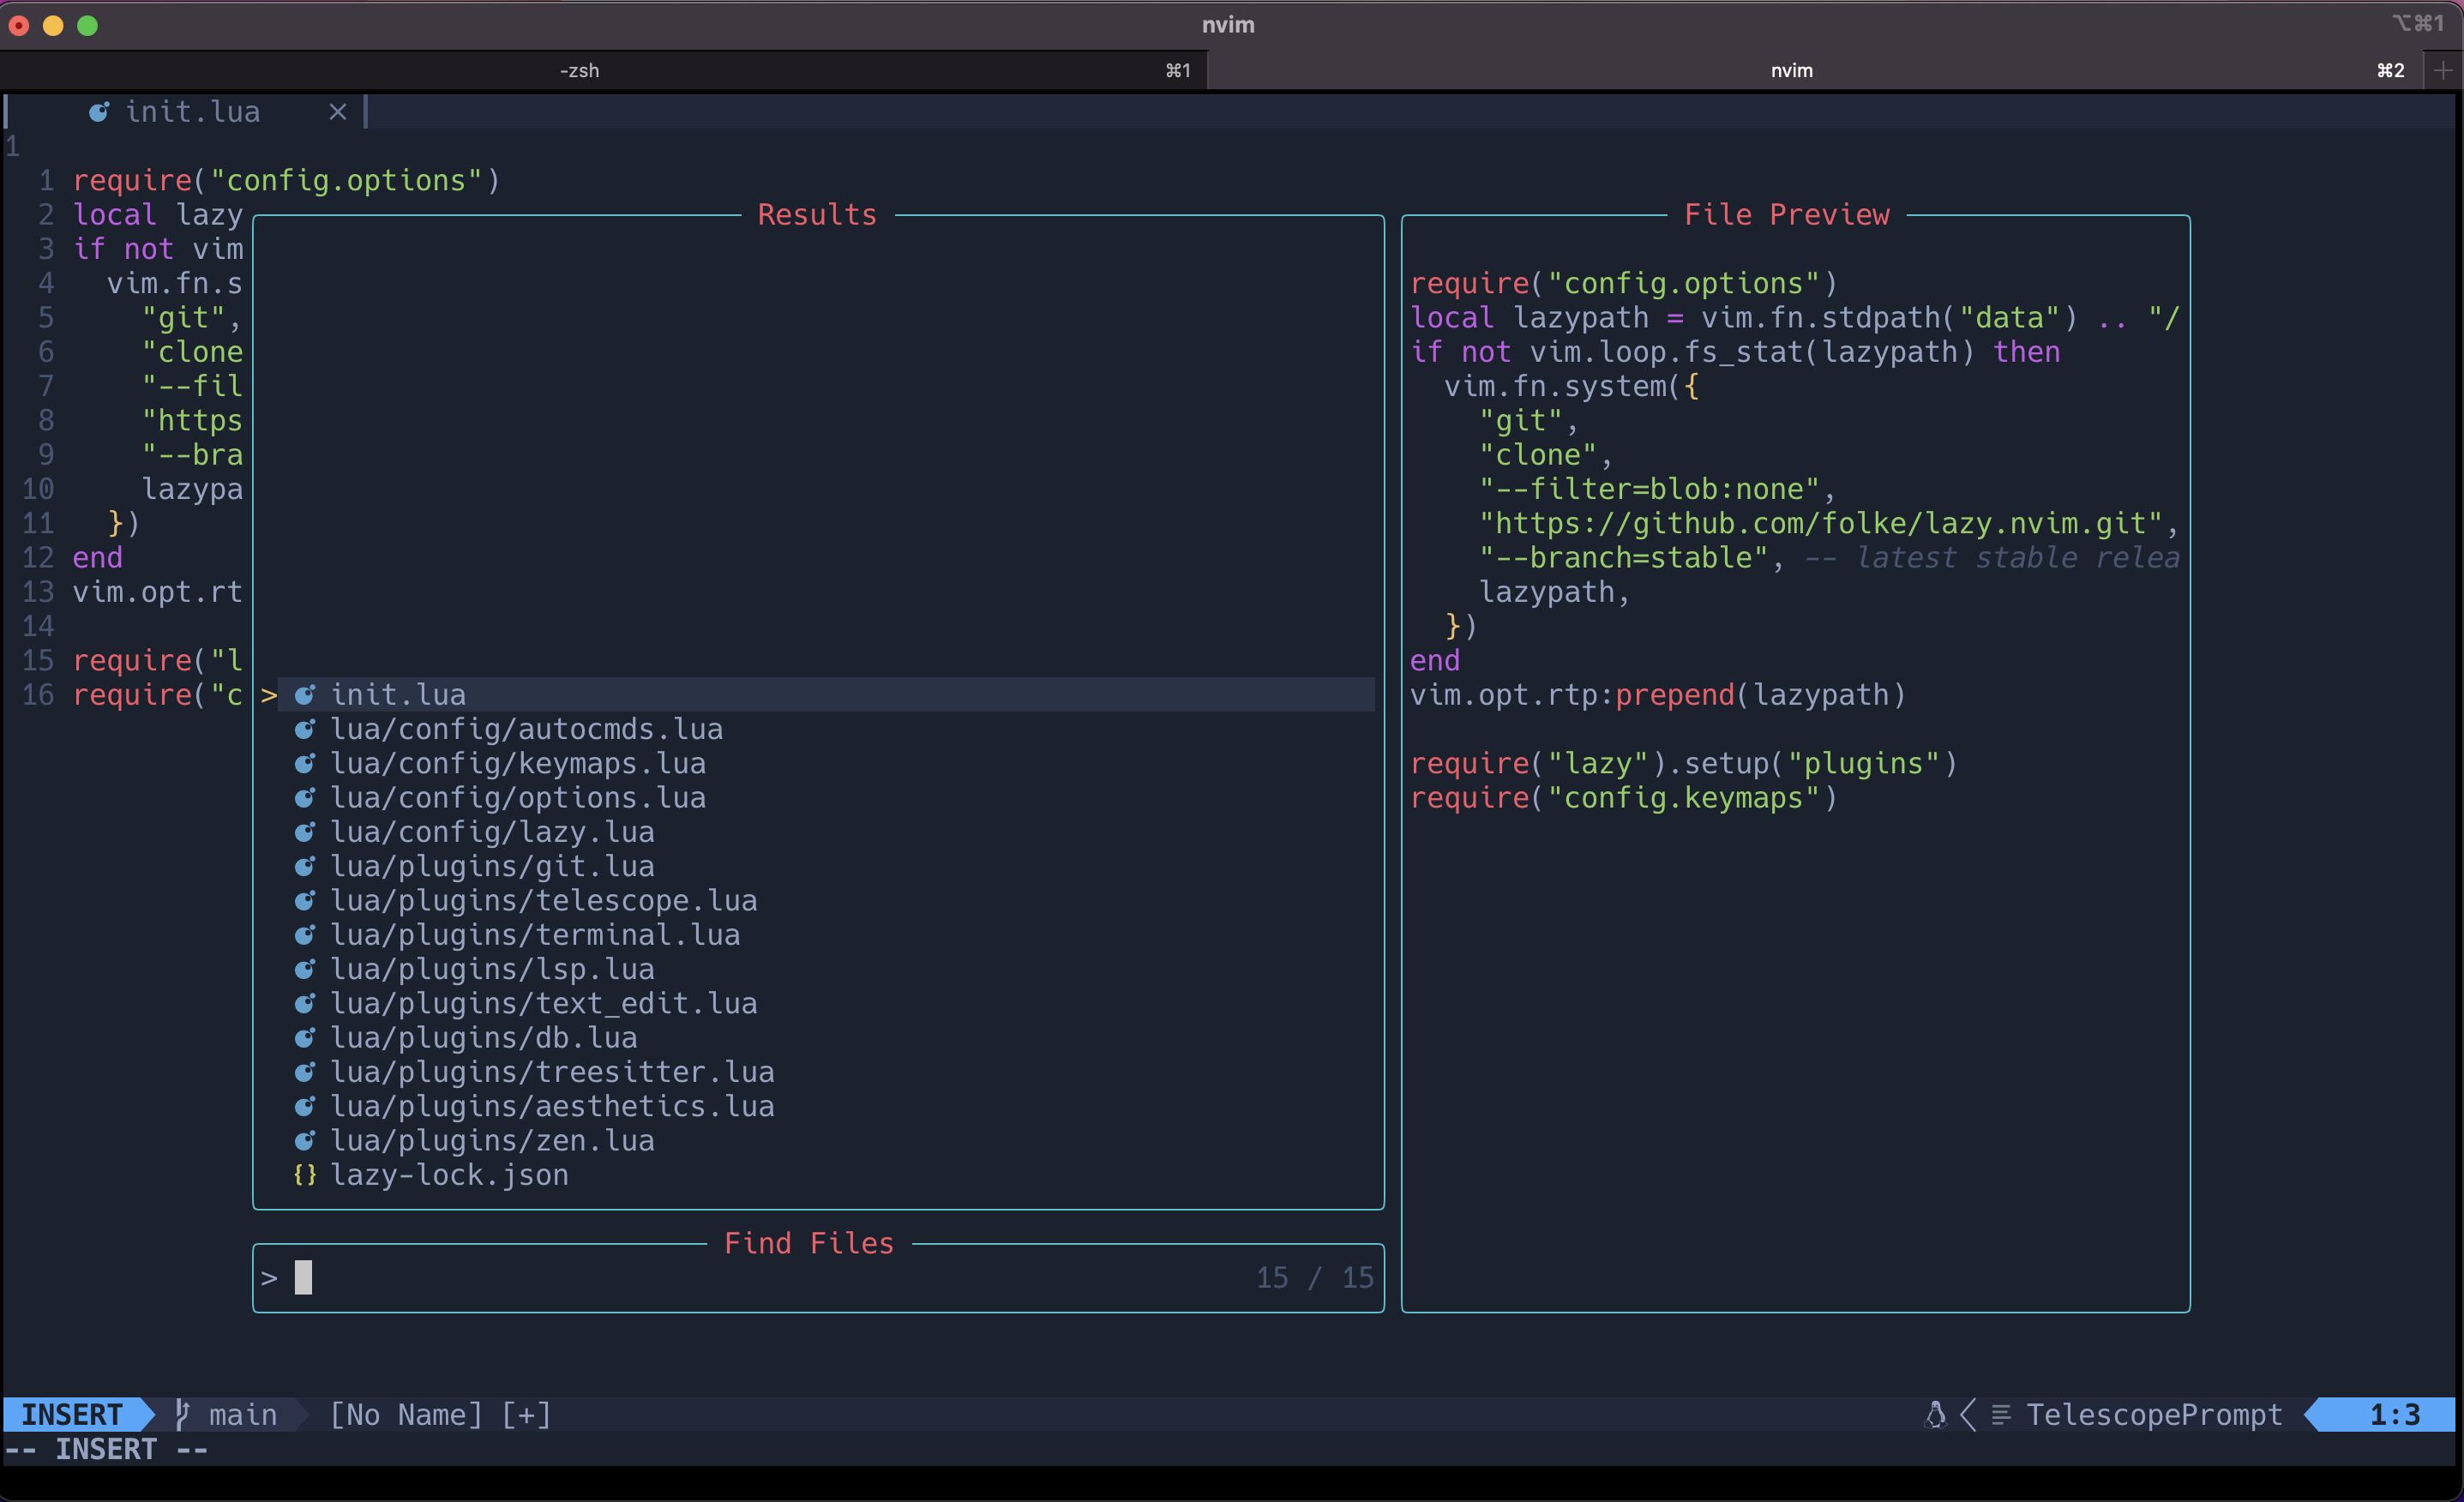 nvim
⌥⌘1
-zsh ⌘1
nvim ⌘2 +
init.lua ×
1
1 require("config.options")
2 local lazy
3 if not vim
4 vim.fn.s
5 "git",
6 "clone
7 "--fil
8 "https
9 "--bra
10 lazypa
11 })
12 end
13 vim.opt.rt
14
15 require("l
16 require("c
Results
> init.lua
lua/config/autocmds.lua
lua/config/keymaps.lua
lua/config/options.lua
lua/config/lazy.lua
lua/plugins/git.lua
lua/plugins/telescope.lua
lua/plugins/terminal.lua
lua/plugins/lsp.lua
lua/plugins/text_edit.lua
lua/plugins/db.lua
lua/plugins/treesitter.lua
lua/plugins/aesthetics.lua
lua/plugins/zen.lua
{} lazy-lock.json
Find Files
> 15 / 15
File Preview
require("config.options")
local lazypath = vim.fn.stdpath("data") .. "/
if not vim.loop.fs_stat(lazypath) then
vim.fn.system({
"git",
"clone",
"--filter=blob:none",
"https://github.com/folke/lazy.nvim.git",
"--branch=stable", -- latest stable relea
lazypath,
})
end
vim.opt.rtp:prepend(lazypath)
require("lazy").setup("plugins")
require("config.keymaps")
INSERT main [No Name] [+] TelescopePrompt 1:3
-- INSERT --